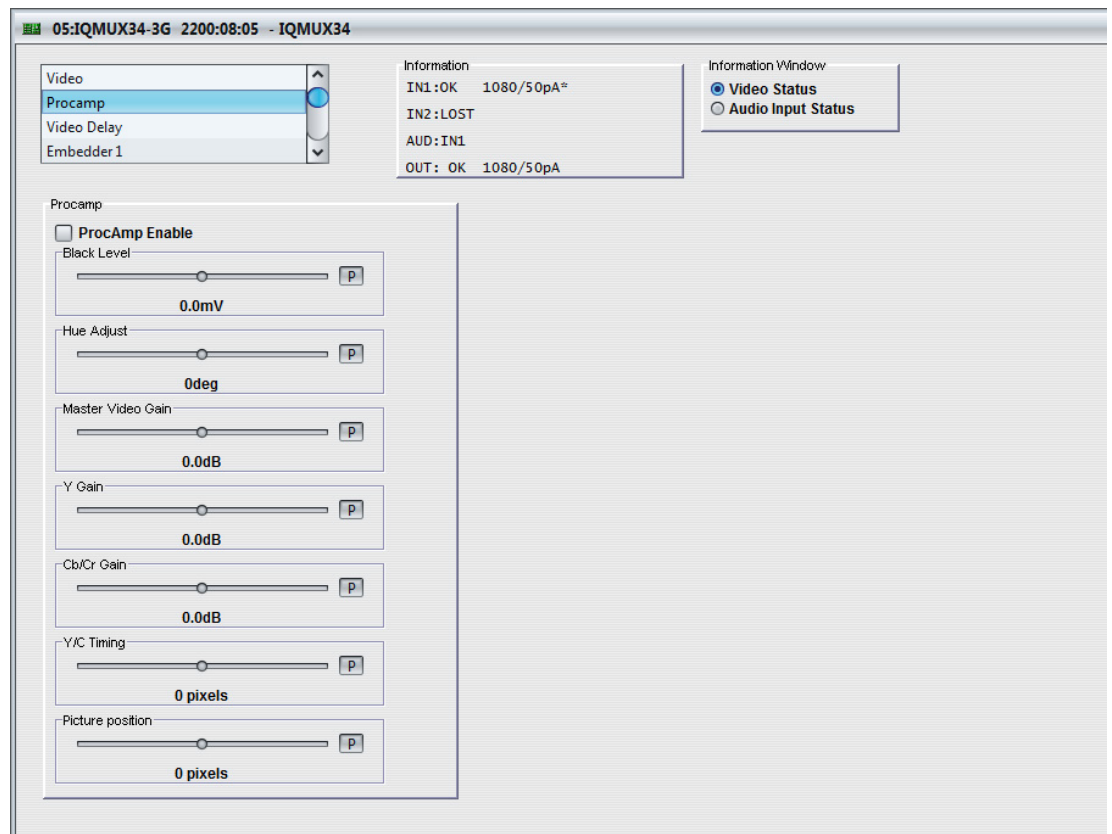 05:IQMUX34-3G 2200:08:05 - IQMUX34
Video
Procamp
Video Delay
Embedder 1
Information
IN1:OK 1080/50pA*
IN2:LOST
AUD:IN1
OUT: OK 1080/50pA
Information Window
Video Status
Audio Input Status
Procamp
ProcAmp Enable
Black Level
P
0.0mV
Hue Adjust
P
0deg
Master Video Gain
P
0.0dB
Y Gain
P
0.0dB
Cb/Cr Gain
P
0.0dB
Y/C Timing
P
0 pixels
Picture position
P
0 pixels